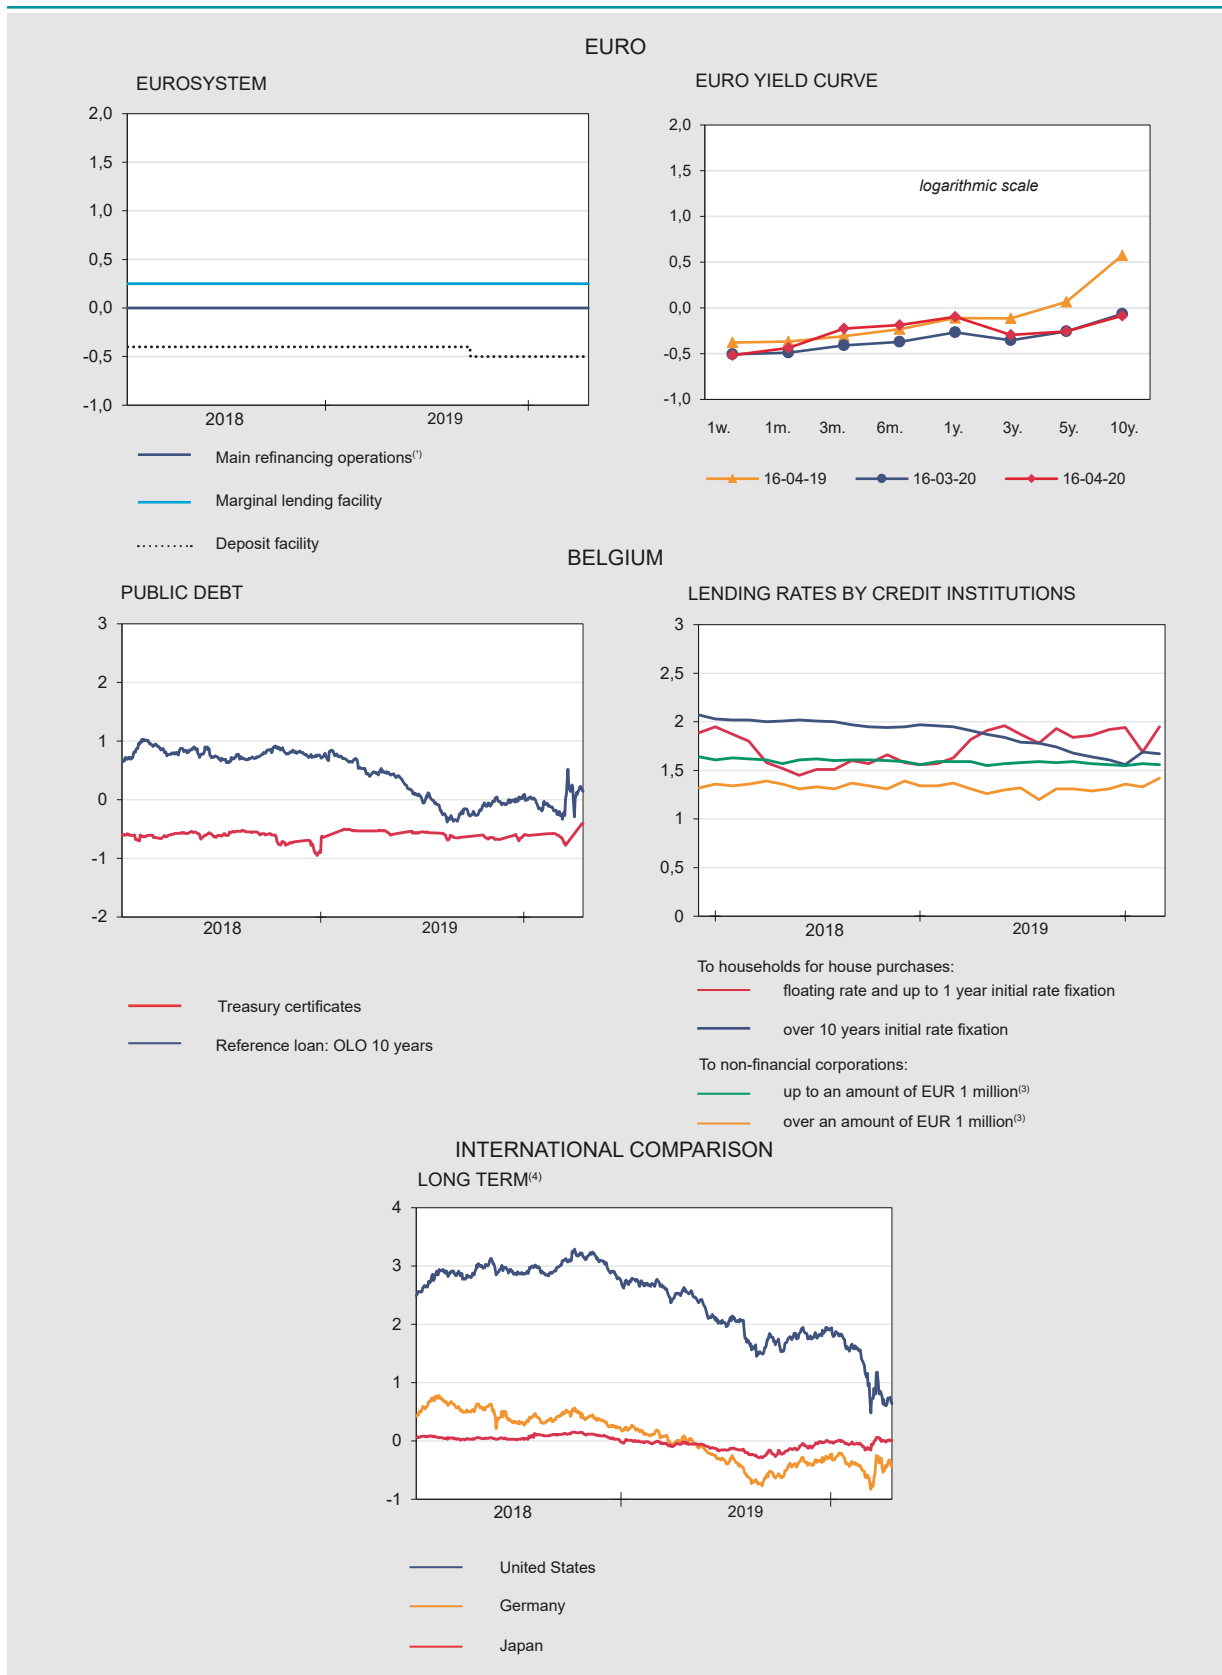 EURO
EUROSYSTEM
2,0
1,5
1,0
0,5
0,0
-0,5
-1,0
2018 2019
Main refinancing operations(¹)
Marginal lending facility
Deposit facility
EURO YIELD CURVE
2,0
1,5
1,0
0,5
0,0
-0,5
-1,0
logarithmic scale
1w. 1m. 3m. 6m. 1y. 3y. 5y. 10y.
16-04-19 16-03-20 16-04-20
BELGIUM
PUBLIC DEBT
3
2
1
0
-1
-2
2018 2019
Treasury certificates
Reference loan: OLO 10 years
LENDING RATES BY CREDIT INSTITUTIONS
3
2,5
2
1,5
1
0,5
0
2018 2019
To households for house purchases:
floating rate and up to 1 year initial rate fixation
over 10 years initial rate fixation
To non-financial corporations:
up to an amount of EUR 1 million(3)
over an amount of EUR 1 million(3)
INTERNATIONAL COMPARISON
LONG TERM(4)
4
3
2
1
0
-1
2018 2019
United States
Germany
Japan